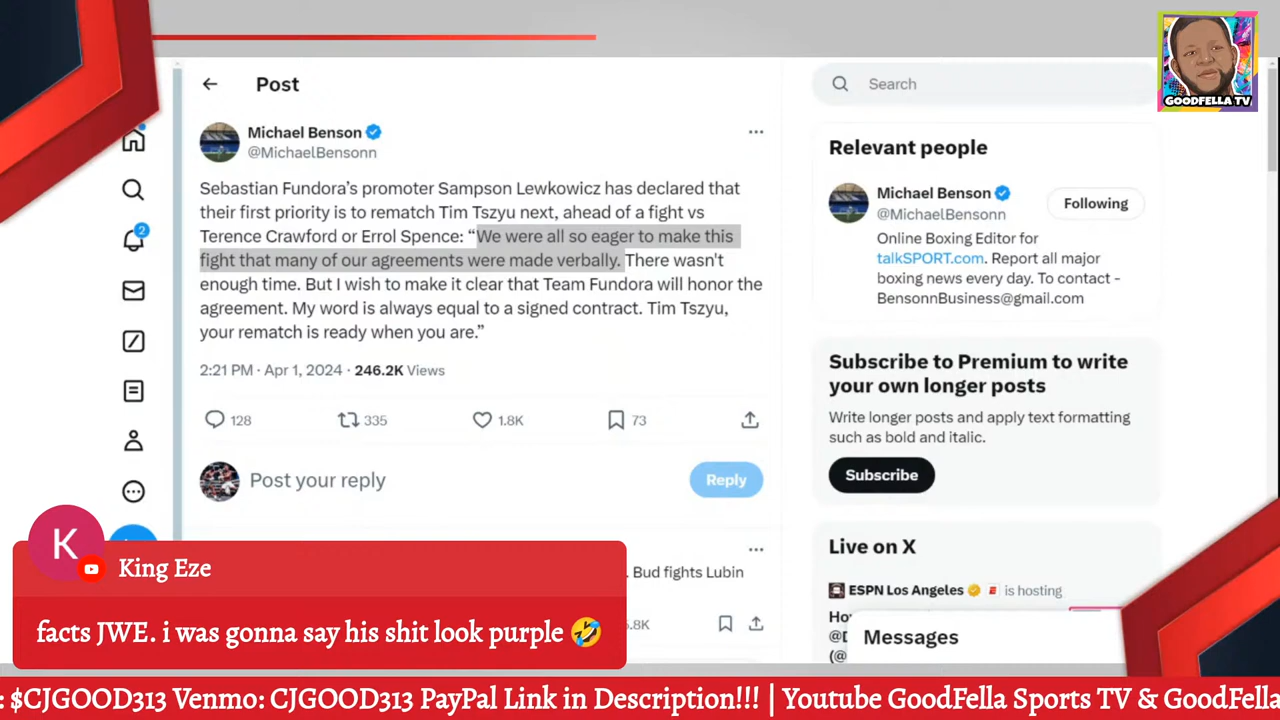 GOODFELLA TV
Post
Search
Michael Benson
@MichaelBensonn
Sebastian Fundora's promoter Sampson Lewkowicz has declared that
their first priority is to rematch Tim Tszyu next, ahead of a fight vs
Terence Crawford or Errol Spence: “We were all so eager to make this
fight that many of our agreements were made verbally. There wasn't
enough time. But I wish to make it clear that Team Fundora will honor the
agreement. My word is always equal to a signed contract. Tim Tszyu,
your rematch is ready when you are.”
2:21 PM · Apr 1, 2024 · 246.2K Views
128 335 1.8K 73
Post your reply
Reply
. Bud fights Lubin
.8K
2
Relevant people
Michael Benson
@MichaelBensonn
Following
Online Boxing Editor for
talkSPORT.com. Report all major
boxing news every day. To contact -
BensonnBusiness@gmail.com
Subscribe to Premium to write
your own longer posts
Write longer posts and apply text formatting
such as bold and italic.
Subscribe
Live on X
ESPN Los Angeles is hosting
Messages
K
King Eze
facts JWE. i was gonna say his shit look purple 🤣
: $CJGOOD313 Venmo: CJGOOD313 PayPal Link in Description!!! | Youtube GoodFella Sports TV & GoodFella